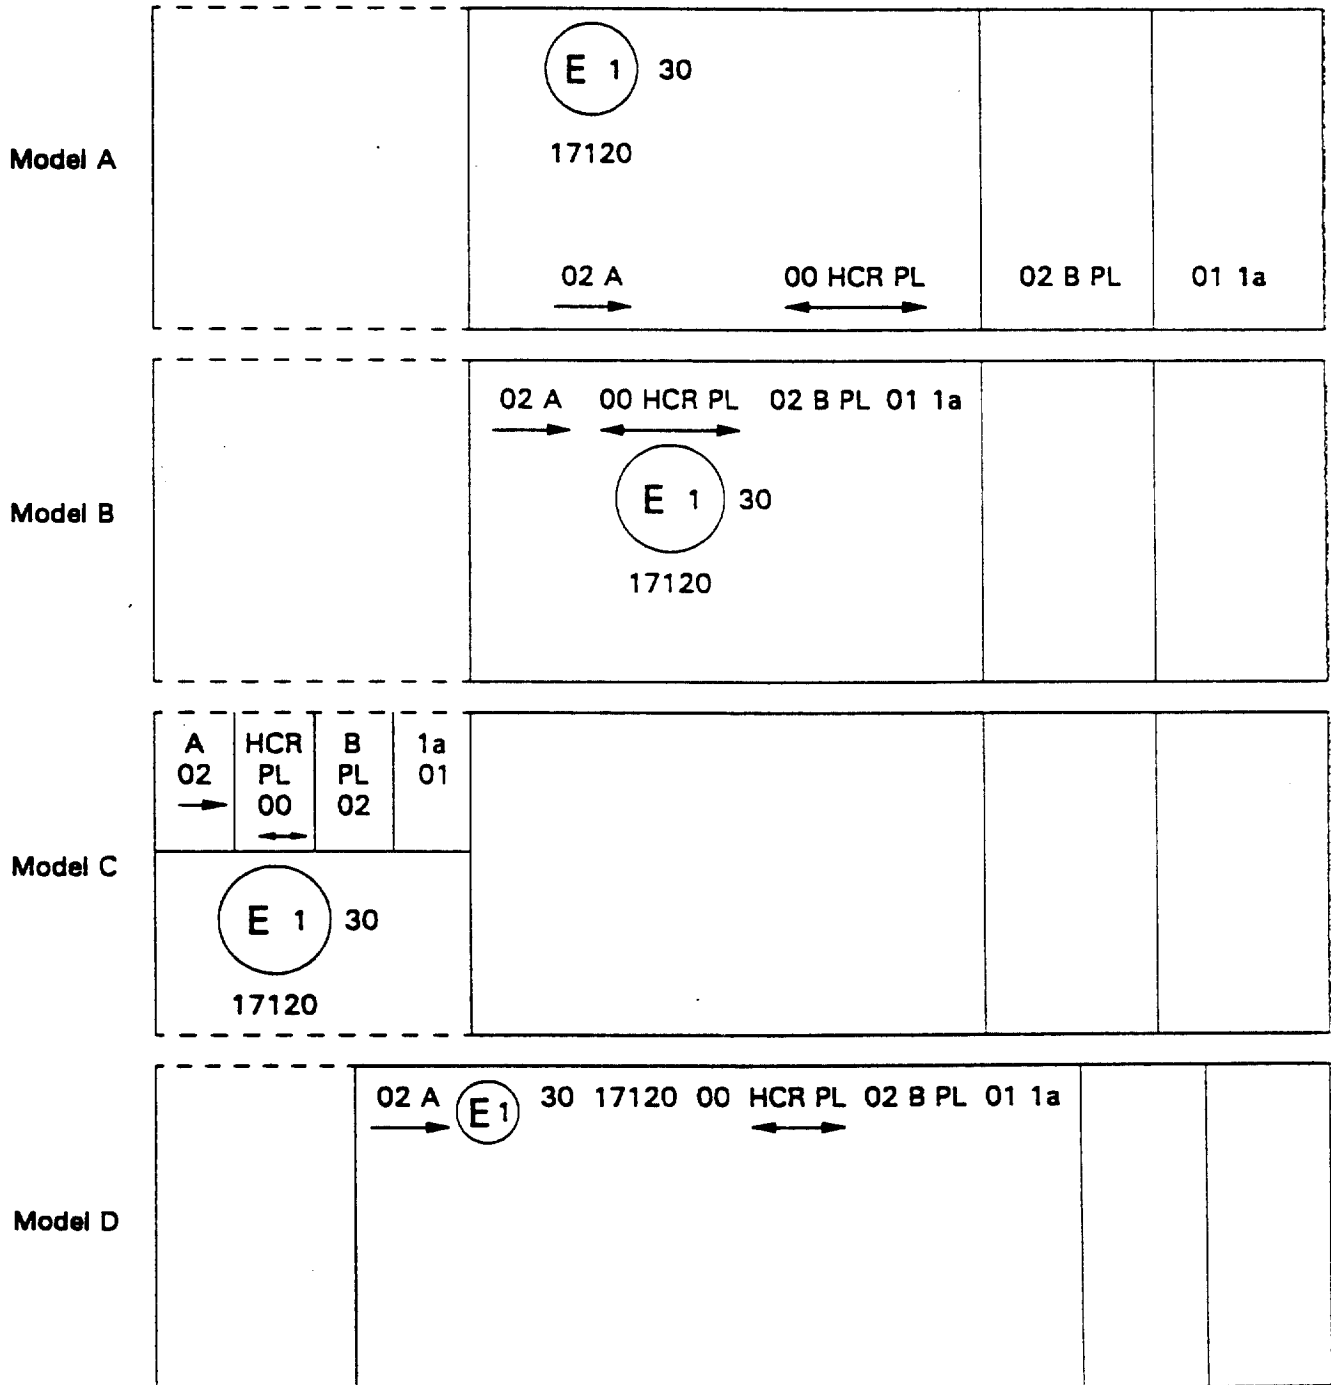 Model A
E 1 30
17120
02 A 00 HCR PL 02 B PL 01 1a
Model B
02 A 00 HCR PL 02 B PL 01 1a
E 1 30
17120
Model C
A HCR B 1a
02 PL PL 01
00 02
E 1 30
17120
Model D
02 A E 1 30 17120 00 HCR PL 02 B PL 01 1a